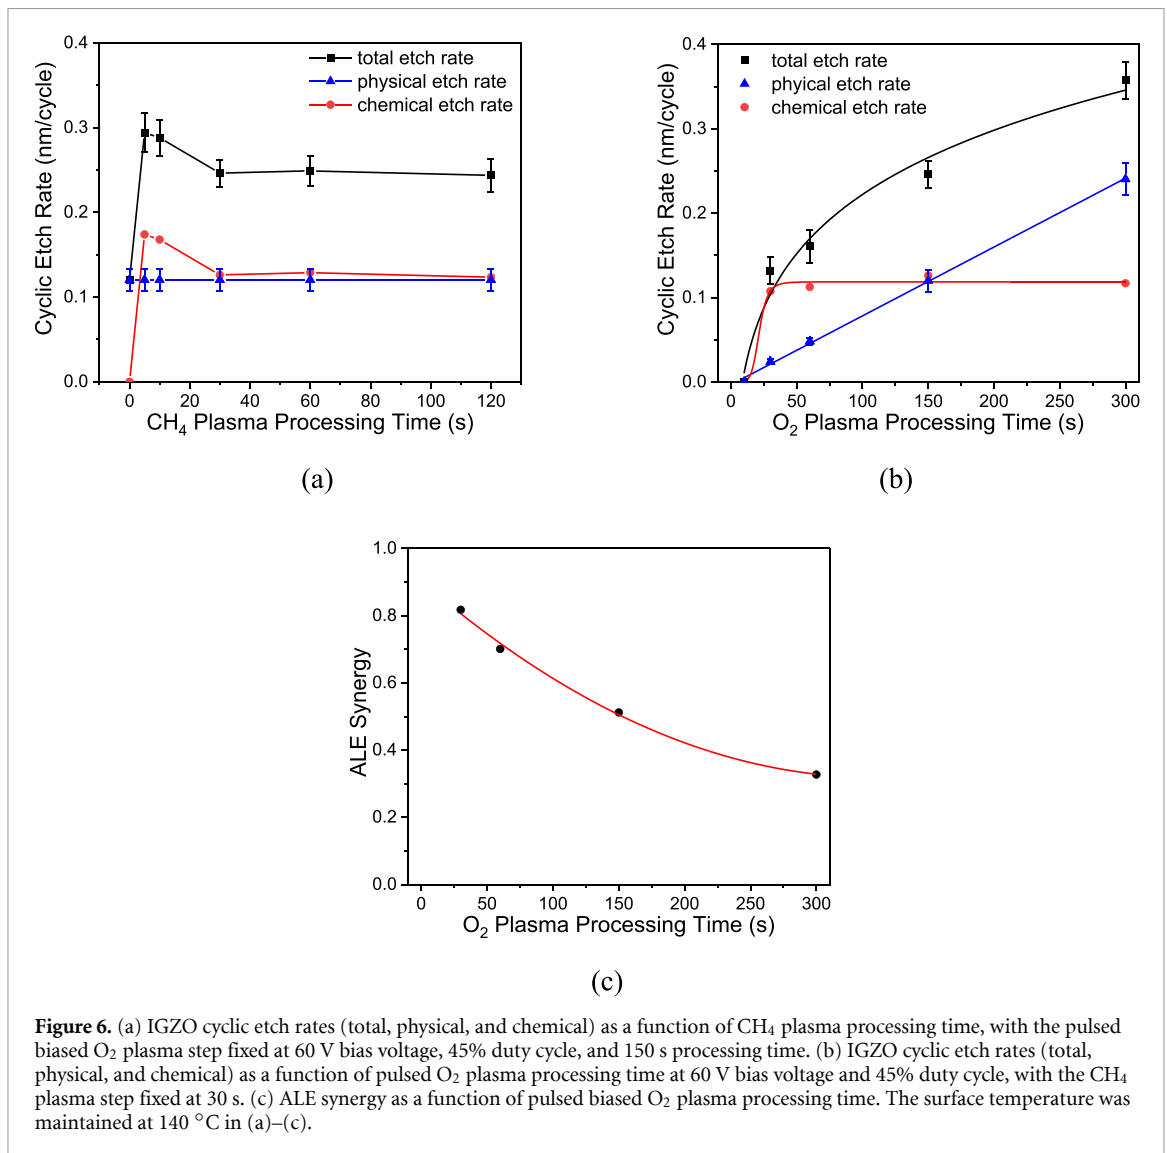 0.4
0.3
0.2
0.1
0.0
Cyclic Etch Rate (nm/cycle)
total etch rate
physical etch rate
chemical etch rate
0 20 40 60 80 100 120
CH4 Plasma Processing Time (s)
(a)
0.4
0.3
0.2
0.1
0.0
Cyclic Etch Rate (nm/cycle)
total etch rate
phyical etch rate
chemical etch rate
0 50 100 150 200 250 300
O2 Plasma Processing Time (s)
(b)
1.0
0.8
0.6
0.4
0.2
0.0
ALE Synergy
0 50 100 150 200 250 300
O2 Plasma Processing Time (s)
(c)
Figure 6. (a) IGZO cyclic etch rates (total, physical, and chemical) as a function of CH4 plasma processing time, with the pulsed
biased O2 plasma step fixed at 60 V bias voltage, 45% duty cycle, and 150 s processing time. (b) IGZO cyclic etch rates (total,
physical, and chemical) as a function of pulsed O2 plasma processing time at 60 V bias voltage and 45% duty cycle, with the CH4
plasma step fixed at 30 s. (c) ALE synergy as a function of pulsed biased O2 plasma processing time. The surface temperature was
maintained at 140 °C in (a)–(c).